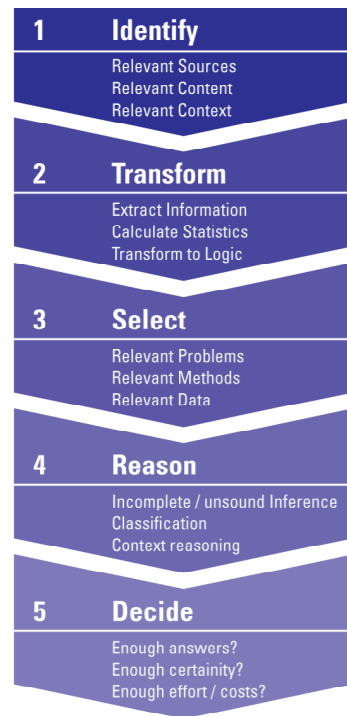 1 Identify
Relevant Sources
Relevant Content
Relevant Context
2 Transform
Extract Information
Calculate Statistics
Transform to Logic
3 Select
Relevant Problems
Relevant Methods
Relevant Data
4 Reason
Incomplete / unsound Inference
Classification
Context reasoning
5 Decide
Enough answers?
Enough certainity?
Enough effort / costs?